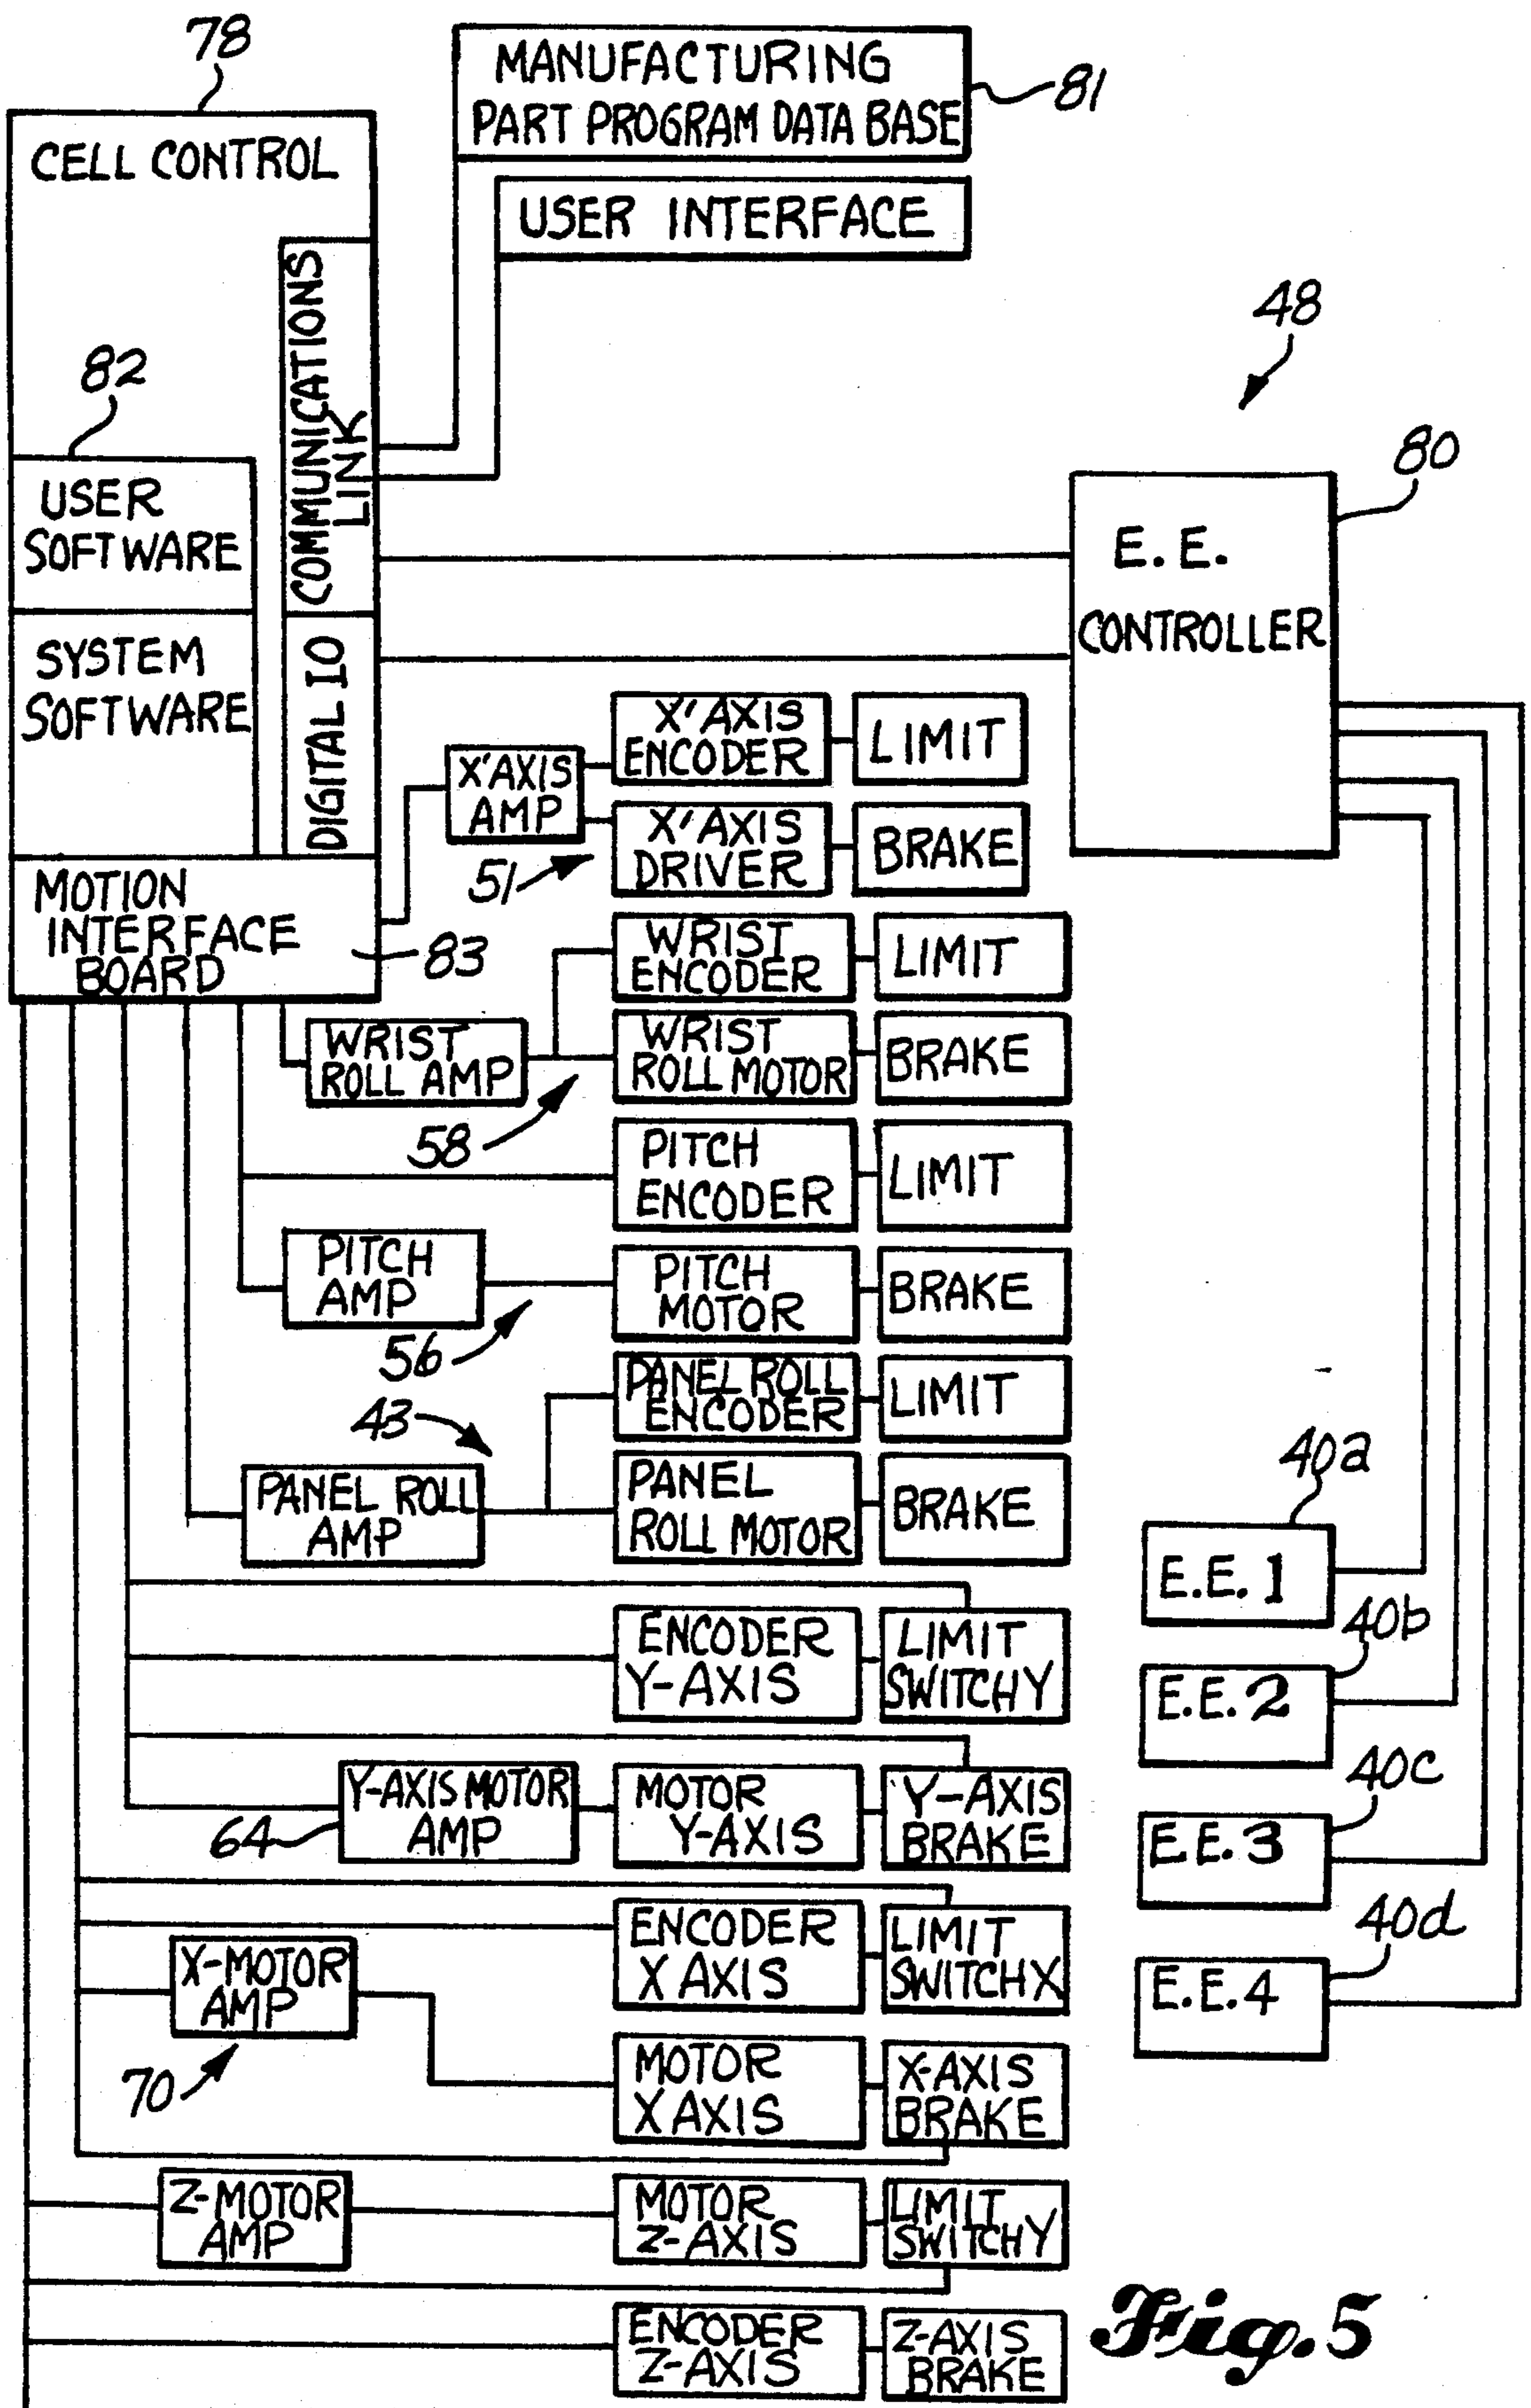 78
MANUFACTURING
PART PROGRAM DATA BASE
81
CELL CONTROL
USER INTERFACE
COMMUNICATIONS
LINK
48
82
80
USER
SOFTWARE
E. E.
CONTROLLER
SYSTEM
SOFTWARE
DIGITAL IO
X'AXIS
ENCODER
LIMIT
X'AXIS
AMP
X'AXIS
DRIVER
BRAKE
51
MOTION
INTERFACE
BOARD
83
WRIST
ENCODER
LIMIT
WRIST
ROLL AMP
WRIST
ROLL MOTOR
BRAKE
58
PITCH
ENCODER
LIMIT
PITCH
AMP
PITCH
MOTOR
BRAKE
56
PANEL ROLL
ENCODER
LIMIT
43
PANEL ROLL
AMP
PANEL
ROLL MOTOR
BRAKE
40a
E.E.1
ENCODER
Y-AXIS
LIMIT
SWITCHY
40b
E.E.2
Y-AXIS MOTOR
AMP
64
MOTOR
Y-AXIS
Y-AXIS
BRAKE
40c
E.E.3
ENCODER
X AXIS
LIMIT
SWITCHX
40d
E.E.4
X-MOTOR
AMP
70
MOTOR
X AXIS
X-AXIS
BRAKE
Z-MOTOR
AMP
MOTOR
Z-AXIS
LIMIT
SWITCHY
ENCODER
Z-AXIS
Z-AXIS
BRAKE
Fig. 5